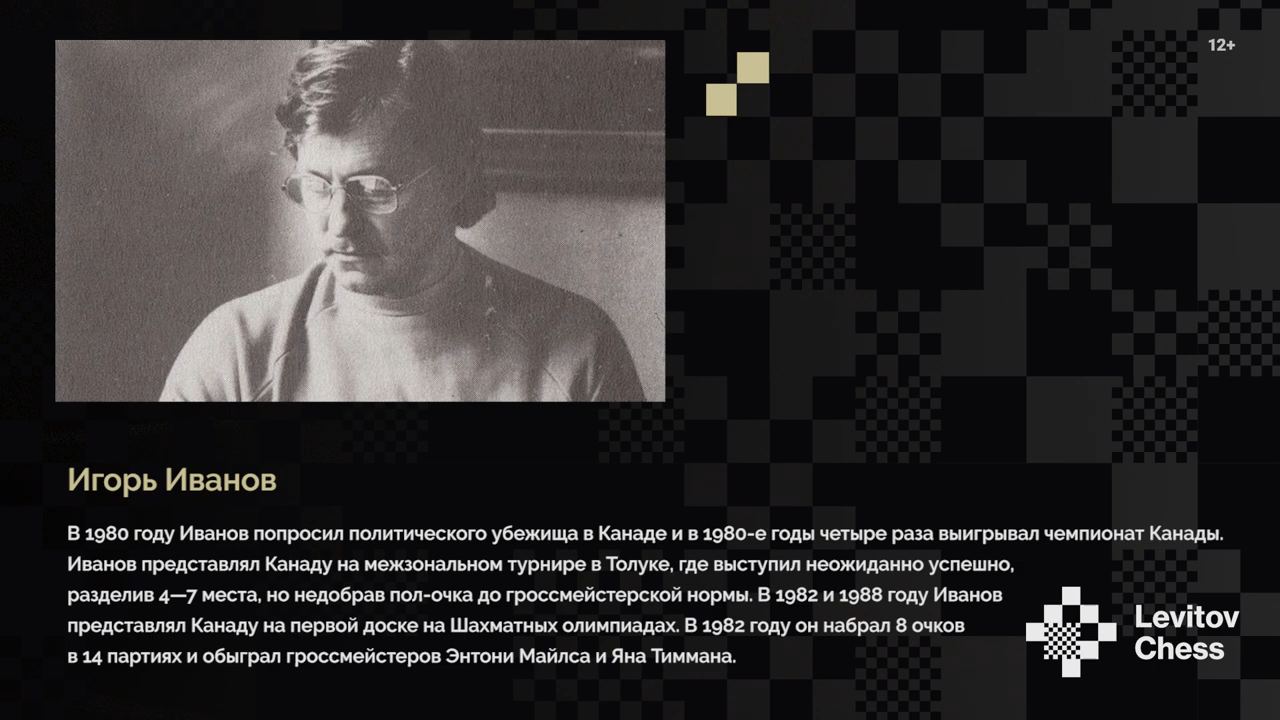 12+
Игорь Иванов
В 1980 году Иванов попросил политического убежища в Канаде и в 1980-е годы четыре раза выигрывал чемпионат Канады.
Иванов представлял Канаду на межзональном турнире в Толуке, где выступил неожиданно успешно,
разделив 4—7 места, но недобрав пол-очка до гроссмейстерской нормы. В 1982 и 1988 году Иванов
представлял Канаду на первой доске на Шахматных олимпиадах. В 1982 году он набрал 8 очков
в 14 партиях и обыграл гроссмейстеров Энтони Майлса и Яна Тиммана.
Levitov
Chess